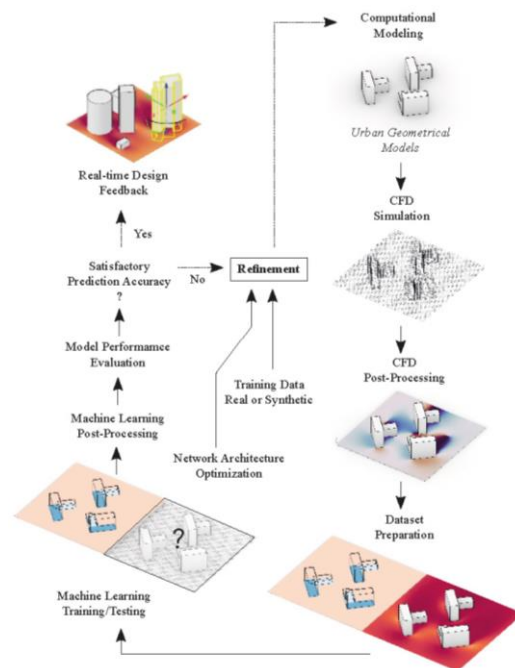 Computational
Modeling
Urban Geometrical
Models
CFD
Simulation
CFD
Post-Processing
Dataset
Preparation
Machine Learning
Training/Testing
?
Machine Learning
Post-Processing
Model Performamce
Evaluation
Satisfactory
Prediction Accuracy
?
Yes
No
Real-time Design
Feedback
Refinement
Training Data
Real or Synthetic
Network Architecture
Optimization